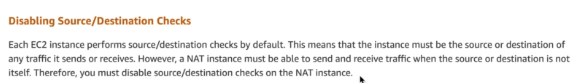 Disabling Source/Destination Checks
Each EC2 instance performs source/destination checks by default. This means that the instance must be the source or destination of
any traffic it sends or receives. However, a NAT instance must be able to send and receive traffic when the source or destination is not
itself. Therefore, you must disable source/destination checks on the NAT instance.